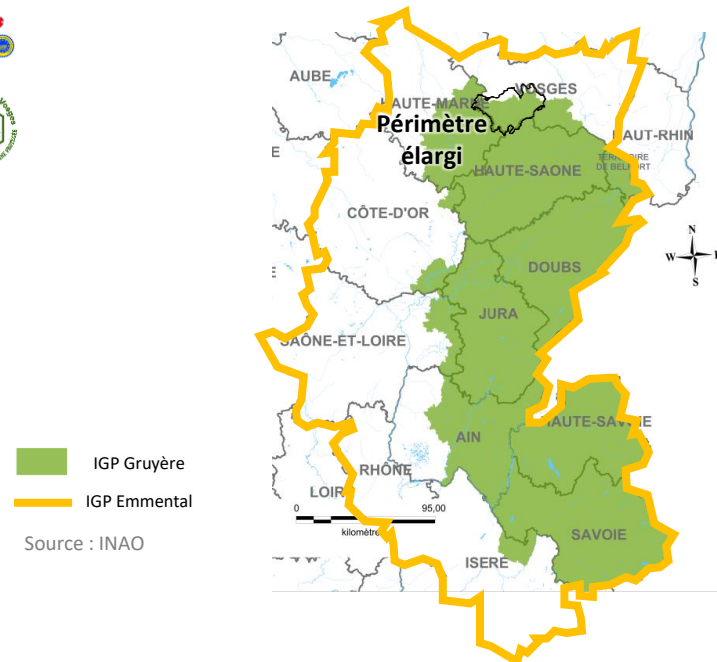 Vosges
AUBE
VOSGES
HAUTE-MARNE
Périmètre
élargi
HAUT-RHIN
TERRITOIRE
DE BELFORT
HAUTE-SAONE
CÔTE-D'OR
N
W E
S
DOUBS
JURA
SAÔNE-ET-LOIRE
HAUTE-SAVOIE
AIN
IGP Gruyère
RHÔNE
LOIRE
IGP Emmental
0 95,00
kilomètres
SAVOIE
Source : INAO
ISERE